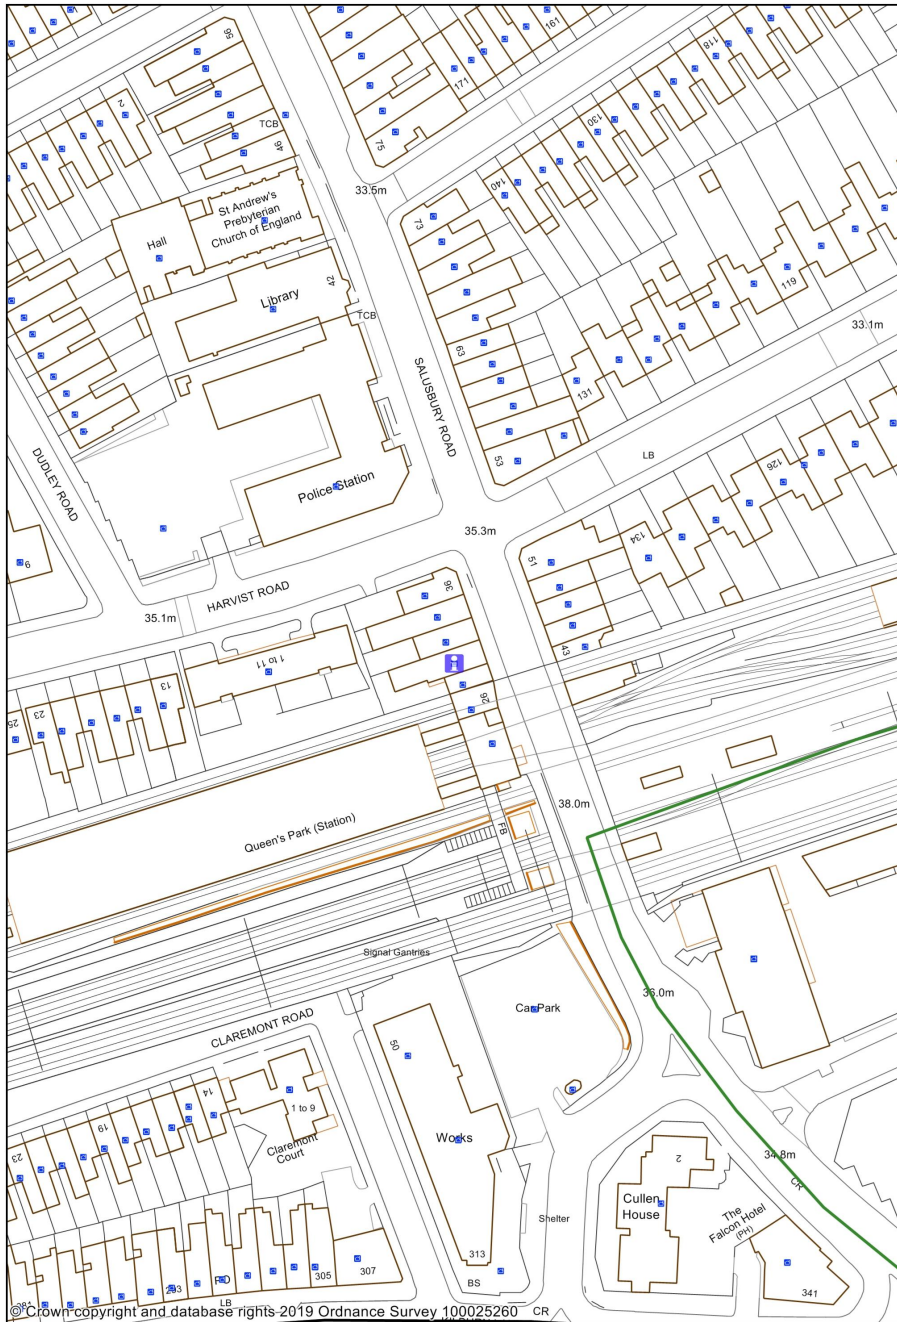 56
161
118
171
2
TCB
130
46
75
33.5m
140
St Andrew's
Prebyterian
Church of England
73
Hall
42
Library
119
TCB
33.1m
63
SALUSBURY ROAD
131
DUDLEY ROAD
53
LB
126
Police Station
35.3m
134
51
9
36
HARVIST ROAD
35.1m
43
1 to 11
13
26
23
25
38.0m
Queen's Park (Station)
FB
Signal Gantries
36.0m
Car Park
CLAREMONT ROAD
50
14
1 to 9
19
Works
Claremont
Court
23
2
34.8m
CR
Cullen
House
The
Falcon Hotel
(PH)
Shelter
313
305
307
RD
293
BS
341
281
LB
© Crown copyright and database rights 2019 Ordnance Survey 100025260
CR